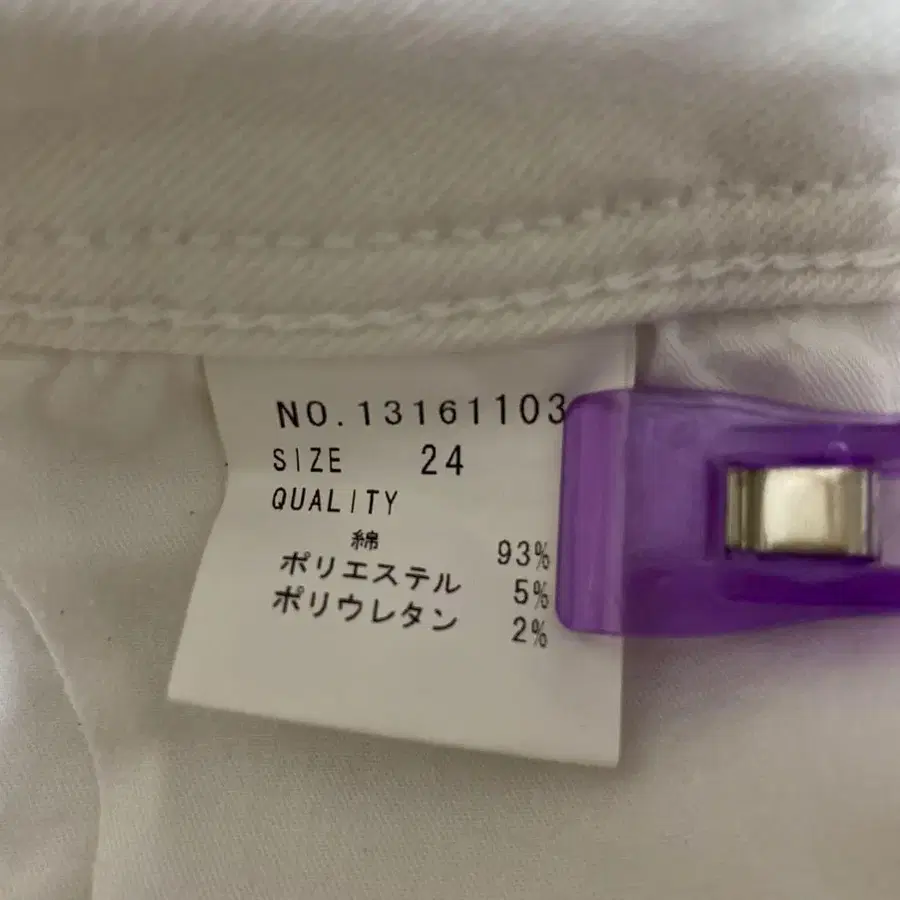 NO.13161103
SIZE 24
QUALITY
綿 93%
ポリエステル 5%
ポリウレタン 2%